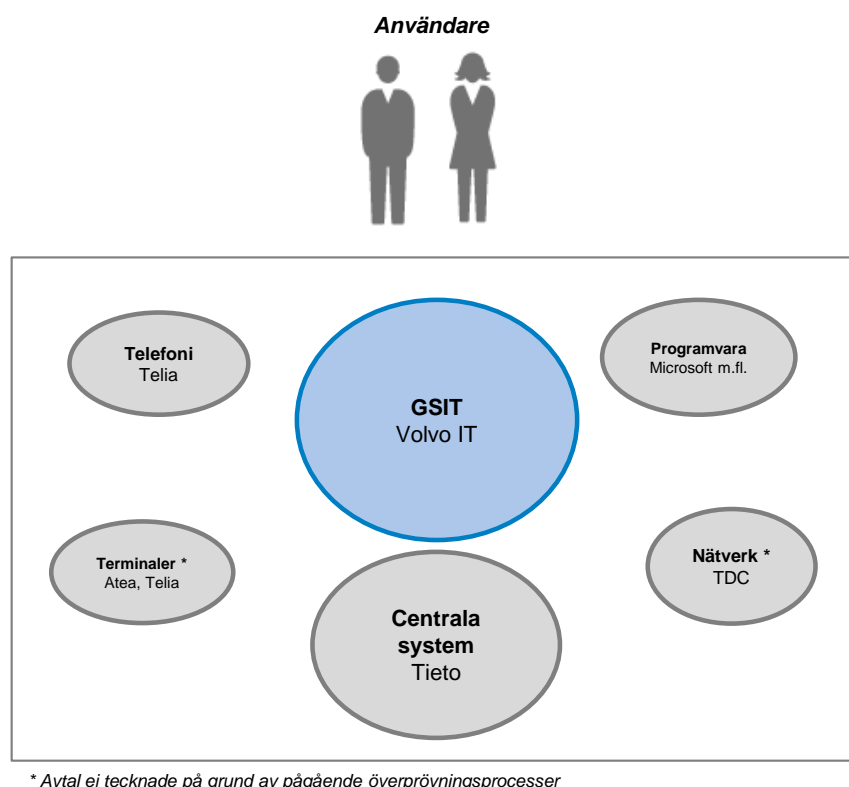 Användare
Telefoni
Telia
Programvara
Microsoft m.fl.
GSIT
Volvo IT
Terminaler *
Atea, Telia
Nätverk *
TDC
Centrala
system
Tieto
* Avtal ej tecknade på grund av pågående överprövningsprocesser